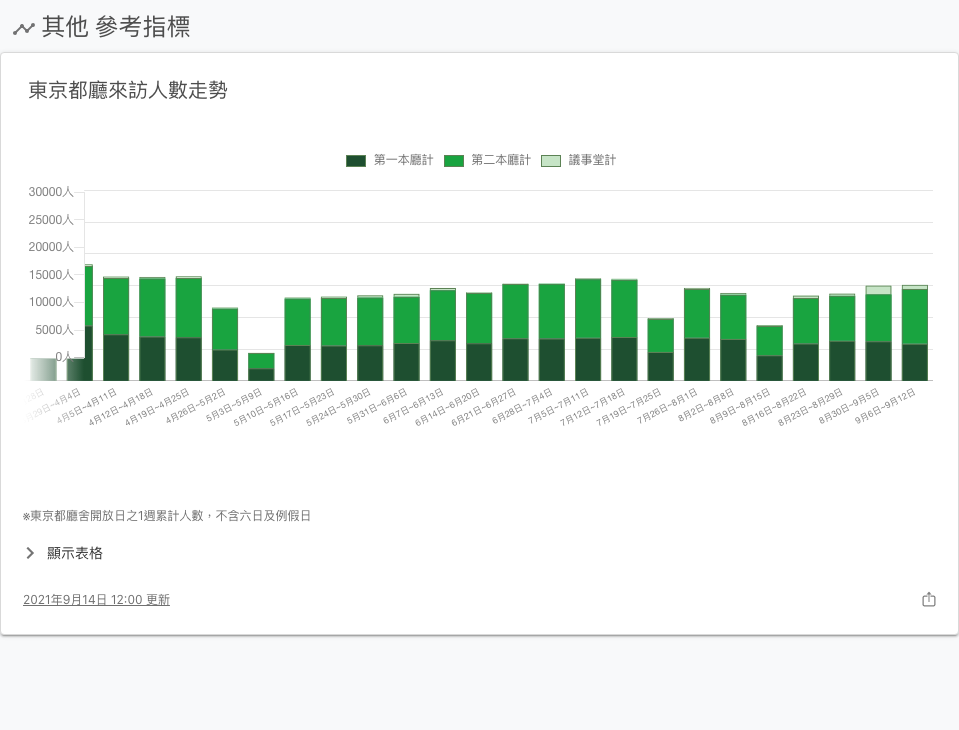 其他 參考指標
東京都廳來訪人數走勢
第一本廳計 第二本廳計 議事堂計
30000人
25000人
20000人
15000人
10000人
5000人
0人
4月5日~4月11日
4月12日~4月18日
4月19日~4月25日
4月26日~5月2日
5月3日~5月9日
5月10日~5月16日
5月17日~5月23日
5月24日~5月30日
5月31日~6月6日
6月7日~6月13日
6月14日~6月20日
6月21日~6月27日
6月28日~7月4日
7月5日~7月11日
7月12日~7月18日
7月19日~7月25日
7月26日~8月1日
8月2日~8月8日
8月9日~8月15日
8月16日~8月22日
8月23日~8月29日
8月30日~9月5日
9月6日~9月12日
※東京都廳舍開放日之1週累計人數，不含六日及例假日
顯示表格
2021年9月14日 12:00 更新